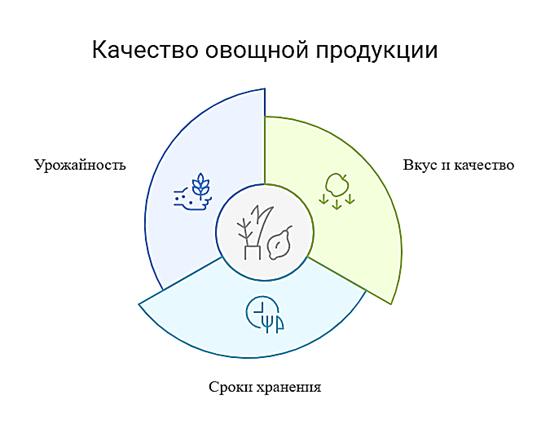 Качество овощной продукции
Урожайность
Вкус и качество
Сроки хранения